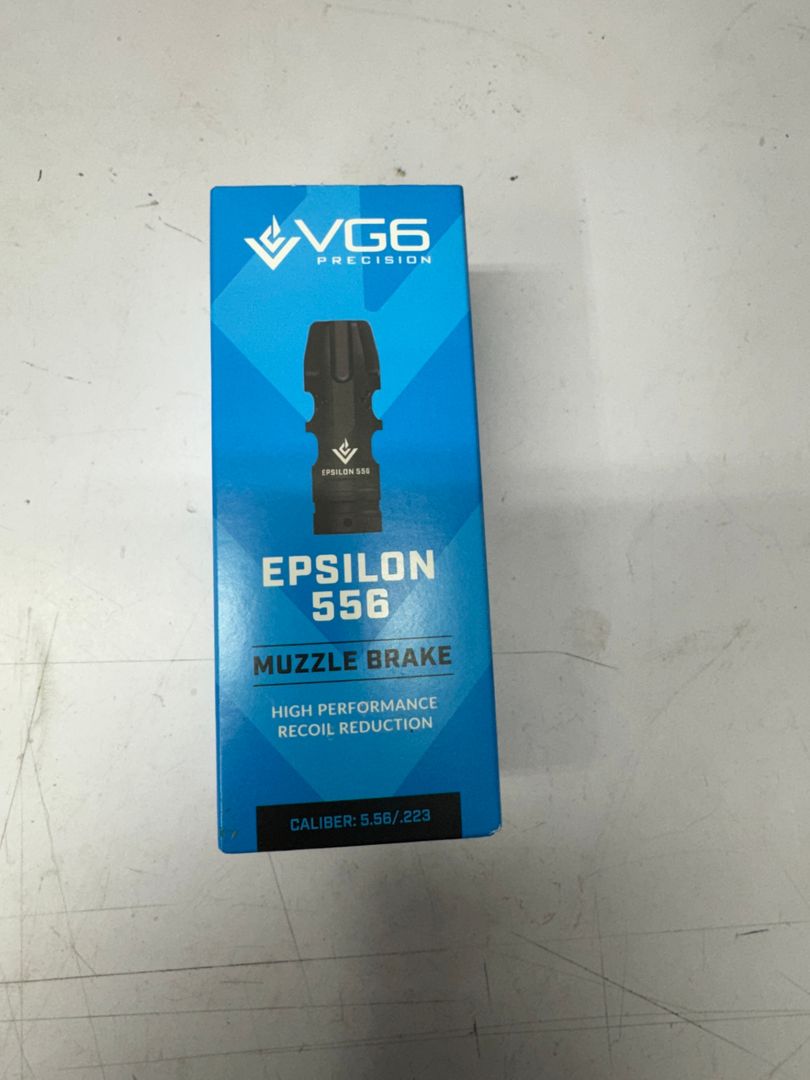 VG6
PRECISION
EPSILON 556
EPSILON
556
MUZZLE BRAKE
HIGH PERFORMANCE
RECOIL REDUCTION
CALIBER: 5.56/.223